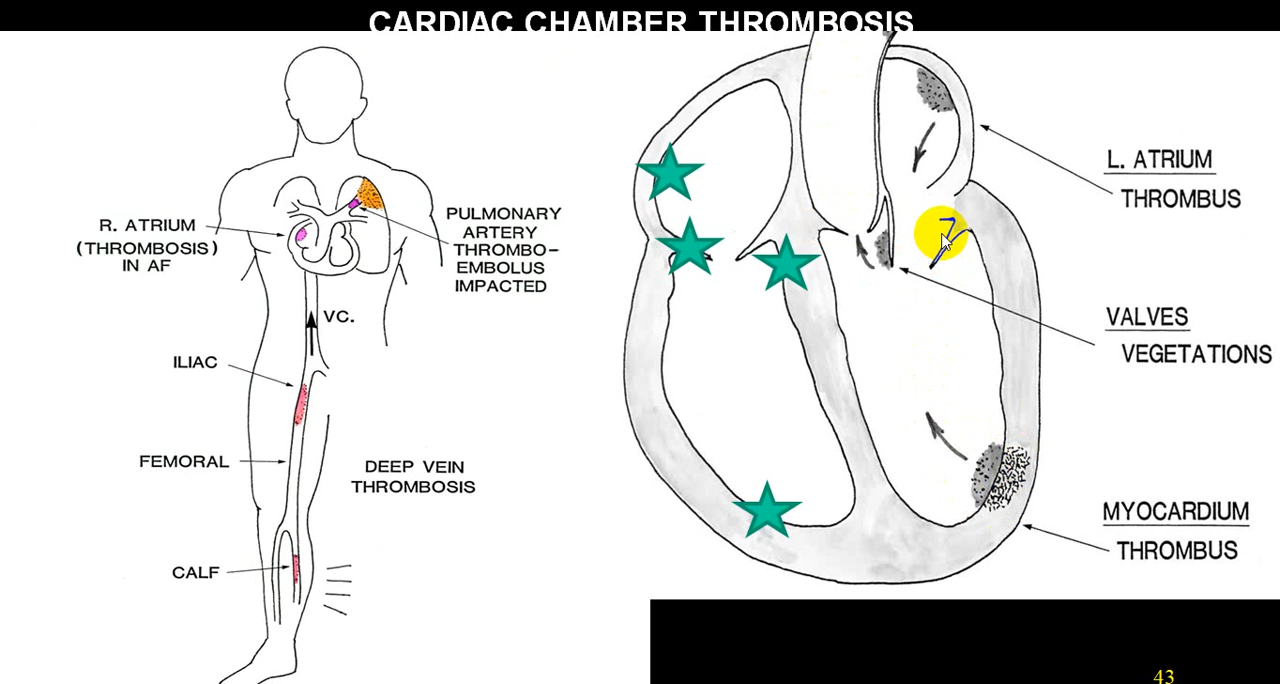 CARDIAC CHAMBER THROMBOSIS
R. ATRIUM
(THROMBOSIS)
IN AF
PULMONARY
ARTERY
THROMBO-
EMBOLUS
IMPACTED
VC.
ILIAC
FEMORAL
DEEP VEIN
THROMBOSIS
CALF
L. ATRIUM
THROMBUS
VALVES
VEGETATIONS
MYOCARDIUM
THROMBUS
43